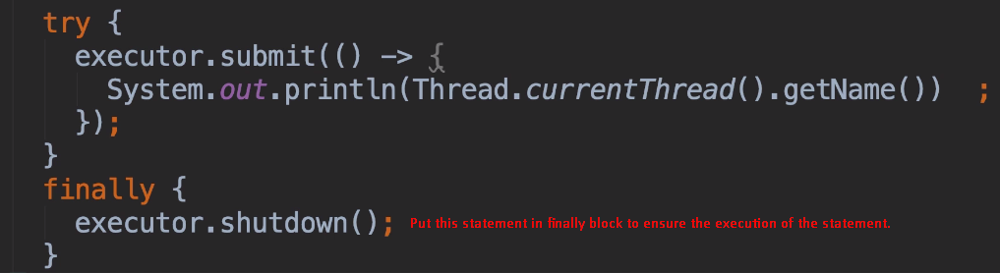 try {
executor.submit(() -> {
System.out.println(Thread.currentThread().getName())  ;
});
}
finally {
executor.shutdown(); Put this statement in finally block to ensure the execution of the statement.
}